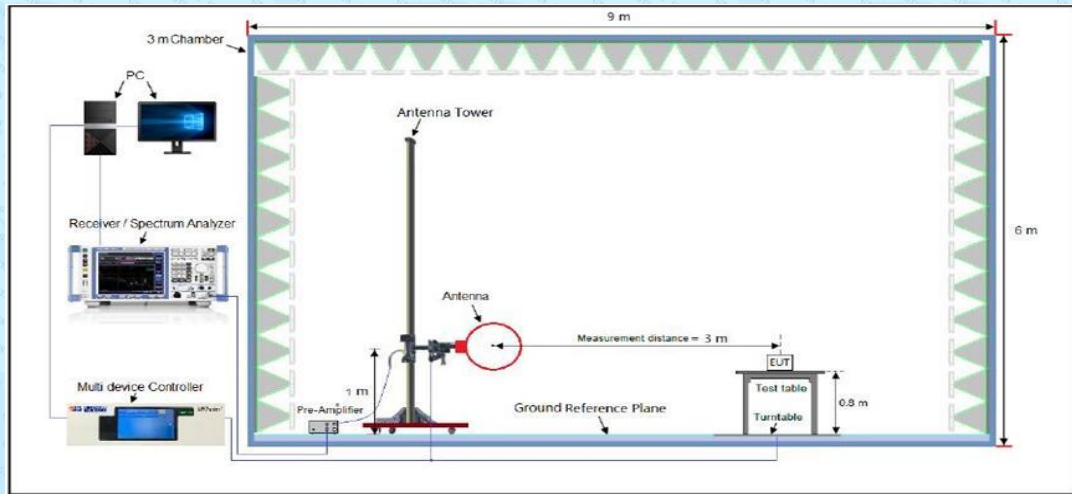 9 m
3 m Chamber
PC
Antenna Tower
Receiver / Spectrum Analyzer
6 m
Antenna
Measurement distance = 3 m
EUT
Multi device Controller
1 m
Test table
0.8 m
Pre-Amplifier
Ground Reference Plane
Turntable